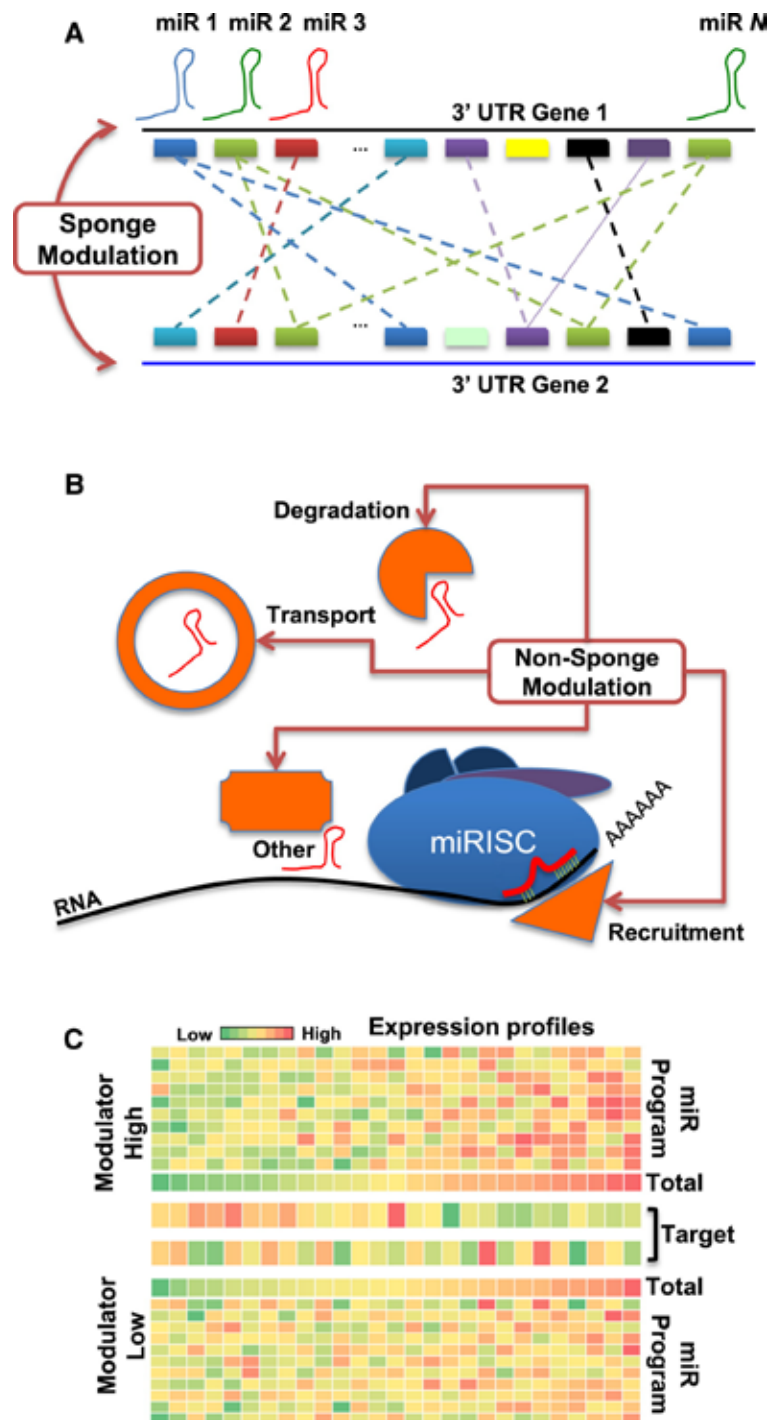 A
miR 1 miR 2 miR 3 miR N
3' UTR Gene 1
...
Sponge
Modulation
...
3' UTR Gene 2
B
Degradation
Transport
Non-Sponge
Modulation
Other
miRISC
AAAAAA
RNA
Recruitment
C
Low High
Expression profiles
Modulator
High
miR
Program
Total
Target
Total
Modulator
Low
miR
Program